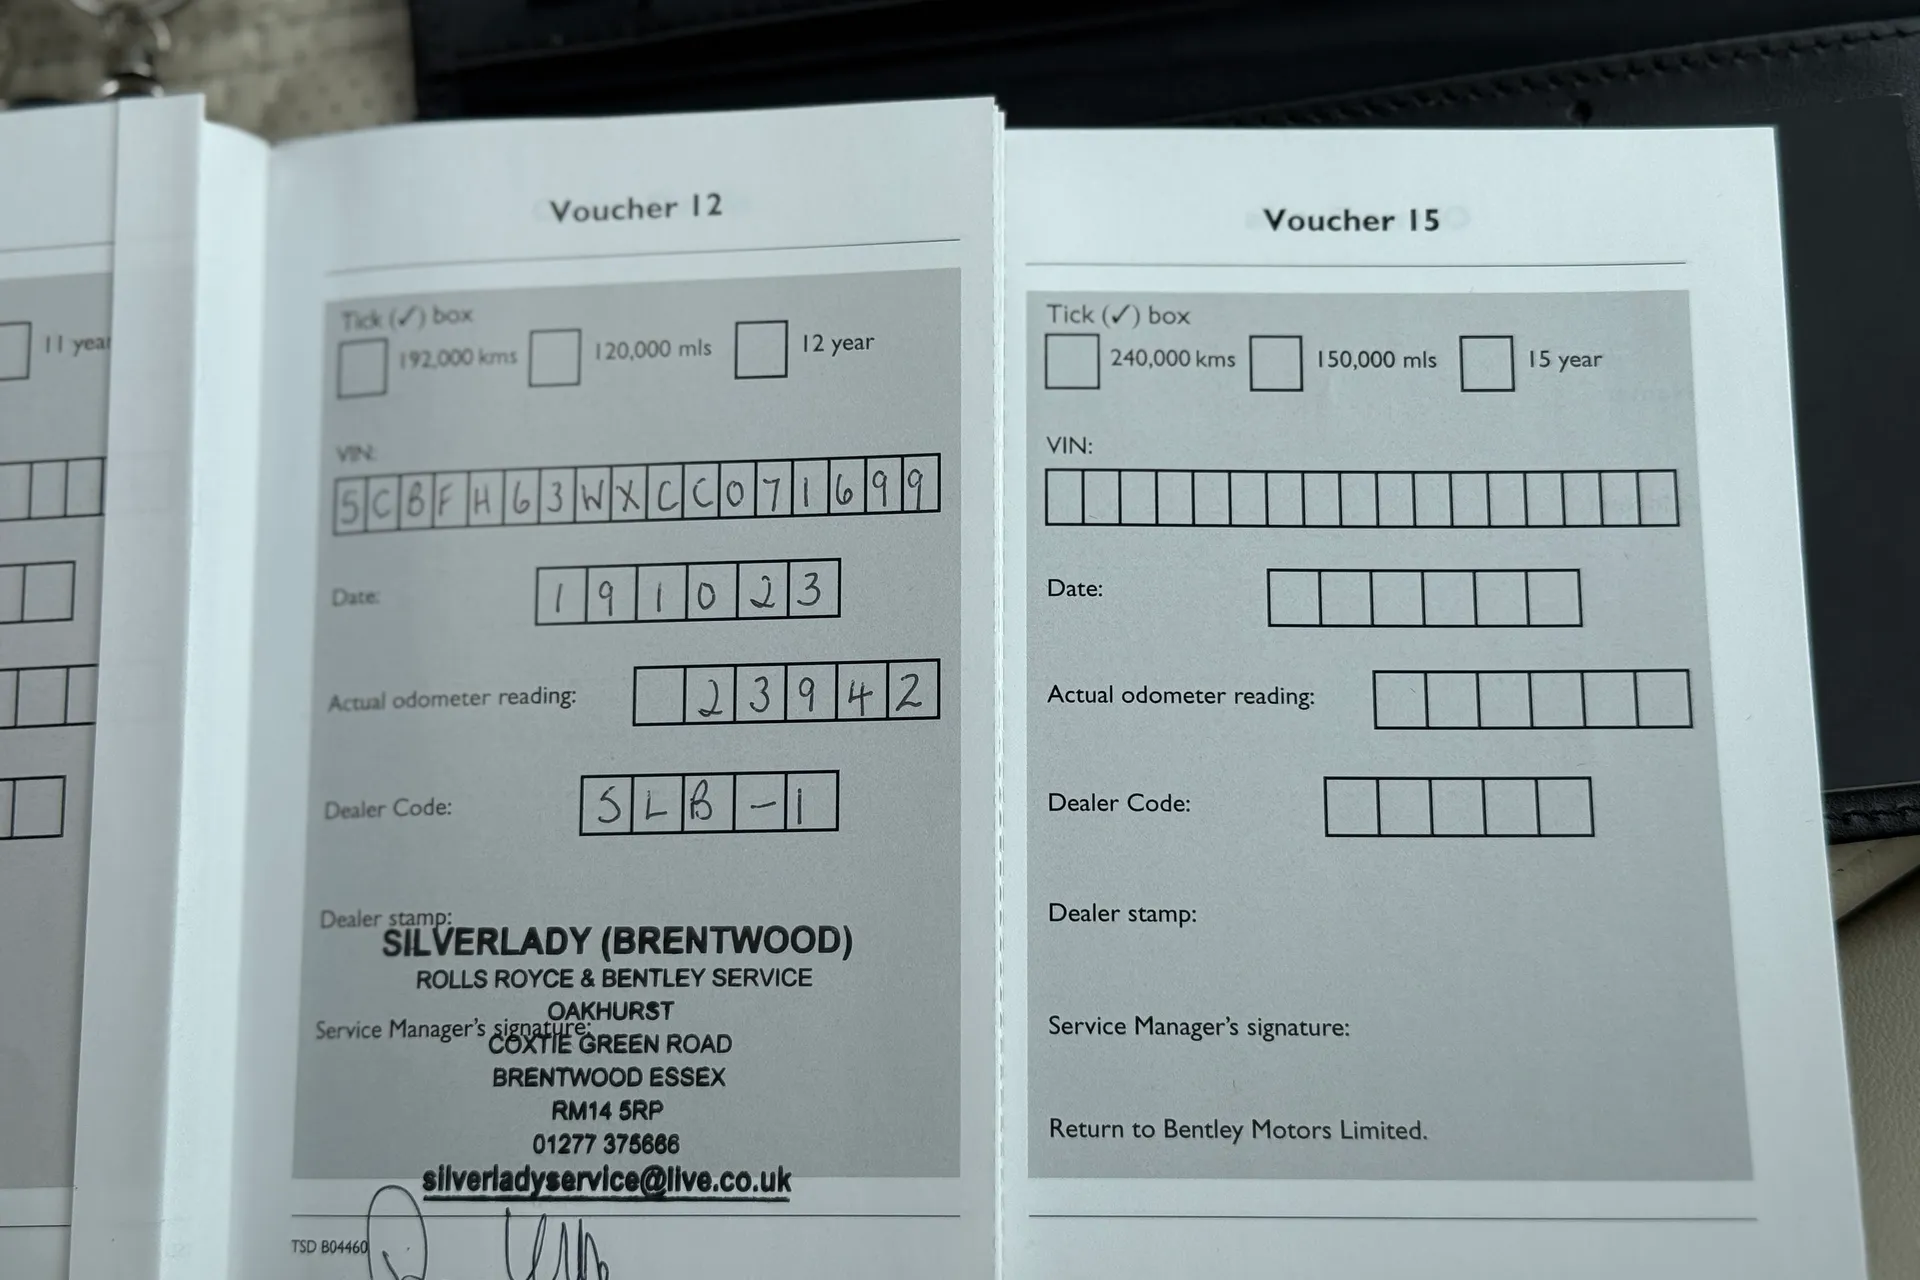 11 year
Voucher 12
Tick (✓) box
192,000 kms 120,000 mls 12 year
VIN:
SCBFH63WXCC071699
Date: 191023
Actual odometer reading: 23942
Dealer Code: SLB-1
Dealer stamp:
SILVERLADY (BRENTWOOD)
ROLLS ROYCE & BENTLEY SERVICE
OAKHURST
Service Manager's signature:
COXTIE GREEN ROAD
BRENTWOOD ESSEX
RM14 5RP
01277 375666
silverladyservice@live.co.uk
TSD B04460
Voucher 15
Tick (✓) box
240,000 kms 150,000 mls 15 year
VIN:
Date:
Actual odometer reading:
Dealer Code:
Dealer stamp:
Service Manager's signature:
Return to Bentley Motors Limited.